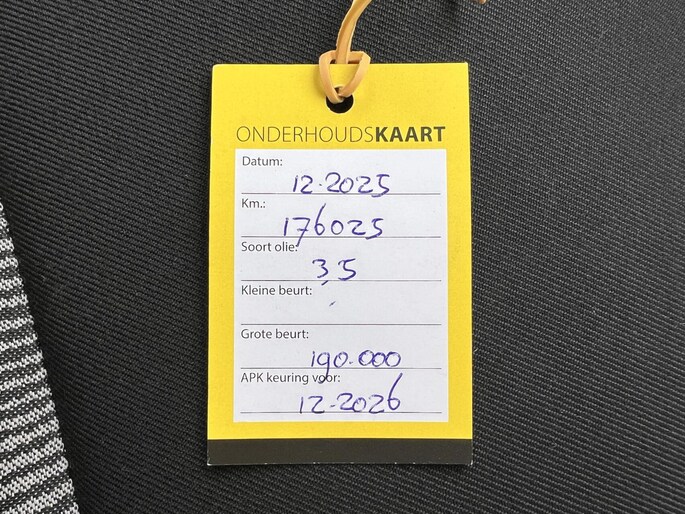 ONDERHOUDSKAART
Datum:
12-2025
Km.:
176025
Soort olie:
3,5
Kleine beurt:
Grote beurt:
190.000
APK keuring voor:
12-2026